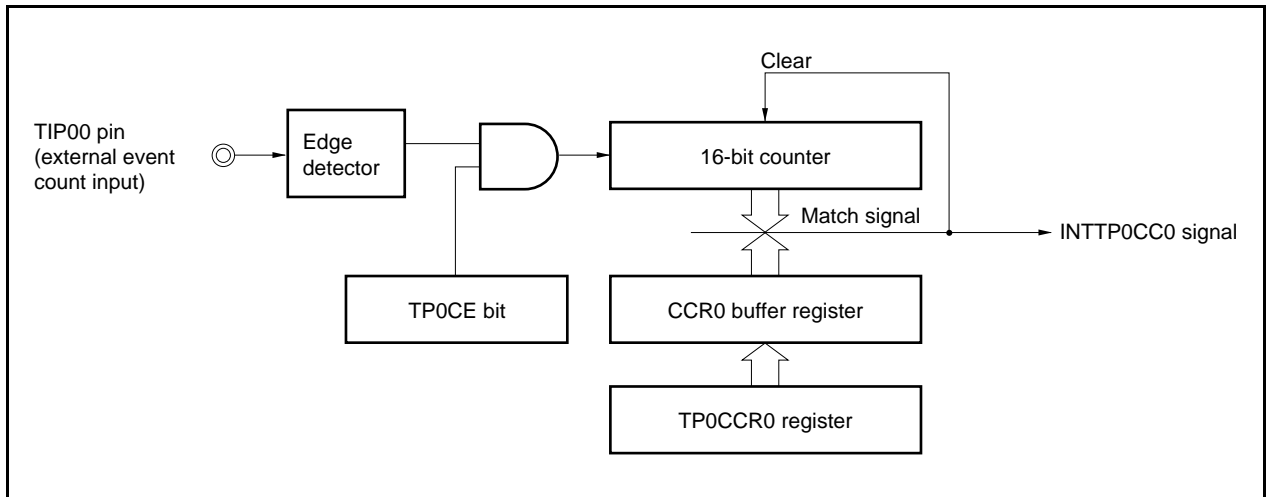 Clear
TIP00 pin
(external event
count input)
Edge
detector
16-bit counter
Match signal
INTTP0CC0 signal
TP0CE bit
CCR0 buffer register
TP0CCR0 register